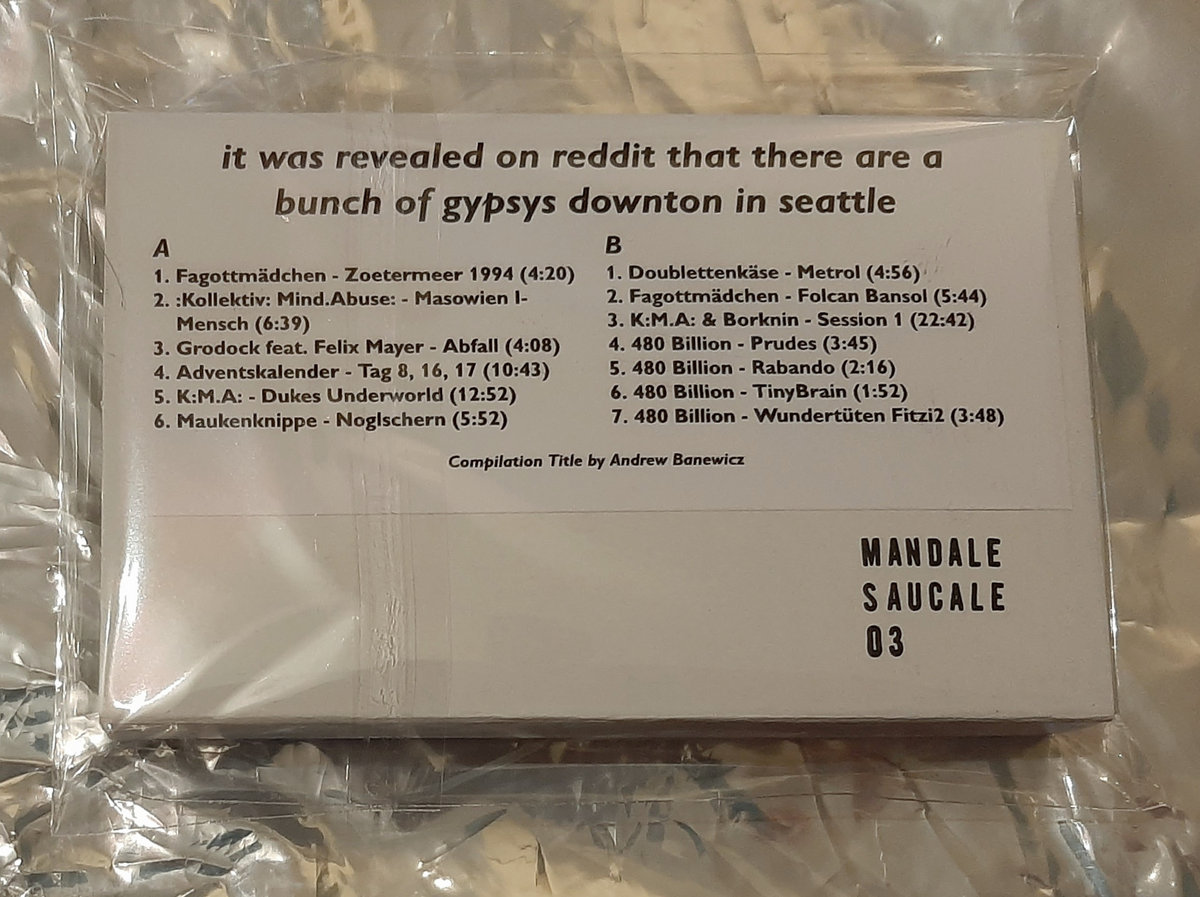 it was revealed on reddit that there are a
bunch of gypsys downton in seattle
A
1. Fagottmädchen - Zoetermeer 1994 (4:20)
2. :Kollektiv: Mind.Abuse: - Masowien I-
Mensch (6:39)
3. Grodock feat. Felix Mayer - Abfall (4:08)
4. Adventskalender - Tag 8, 16, 17 (10:43)
5. K:M.A: - Dukes Underworld (12:52)
6. Maukenknippe - Noglschern (5:52)
B
1. Doublettenkäse - Metrol (4:56)
2. Fagottmädchen - Folcan Bansol (5:44)
3. K:M.A: & Borknin - Session 1 (22:42)
4. 480 Billion - Prudes (3:45)
5. 480 Billion - Rabando (2:16)
6. 480 Billion - TinyBrain (1:52)
7. 480 Billion - Wundertüten Fitzi2 (3:48)
Compilation Title by Andrew Banewicz
MANDALE
SAUCALE
03